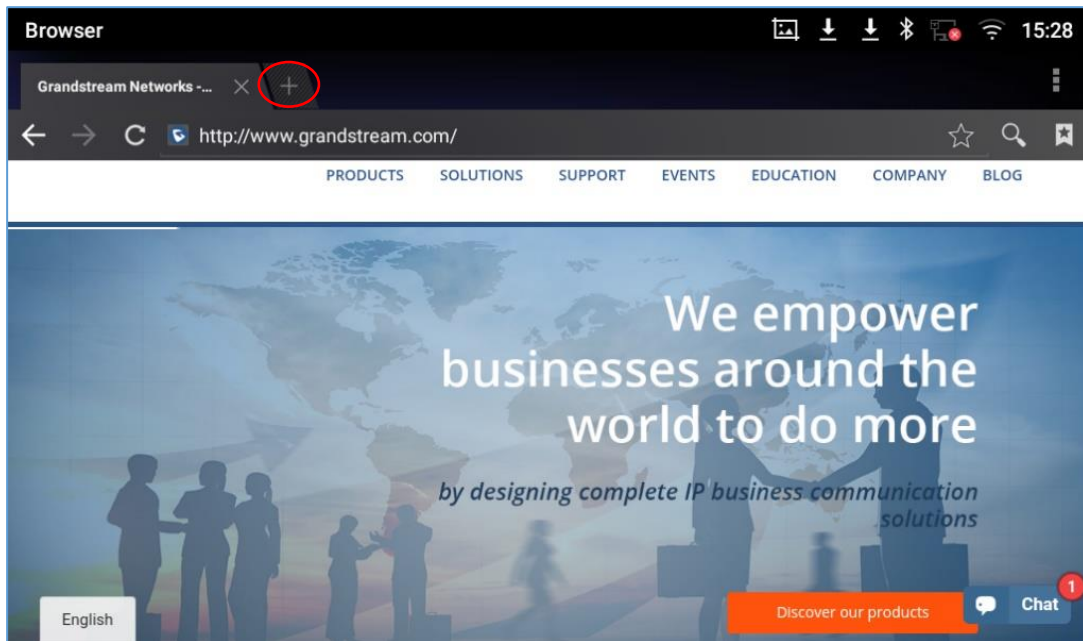 Browser 15:28
Grandstream Networks -...
http://www.grandstream.com/
PRODUCTS SOLUTIONS SUPPORT EVENTS EDUCATION COMPANY BLOG
We empower
businesses around the
world to do more
by designing complete IP business communication
solutions
English
Discover our products
Chat
1